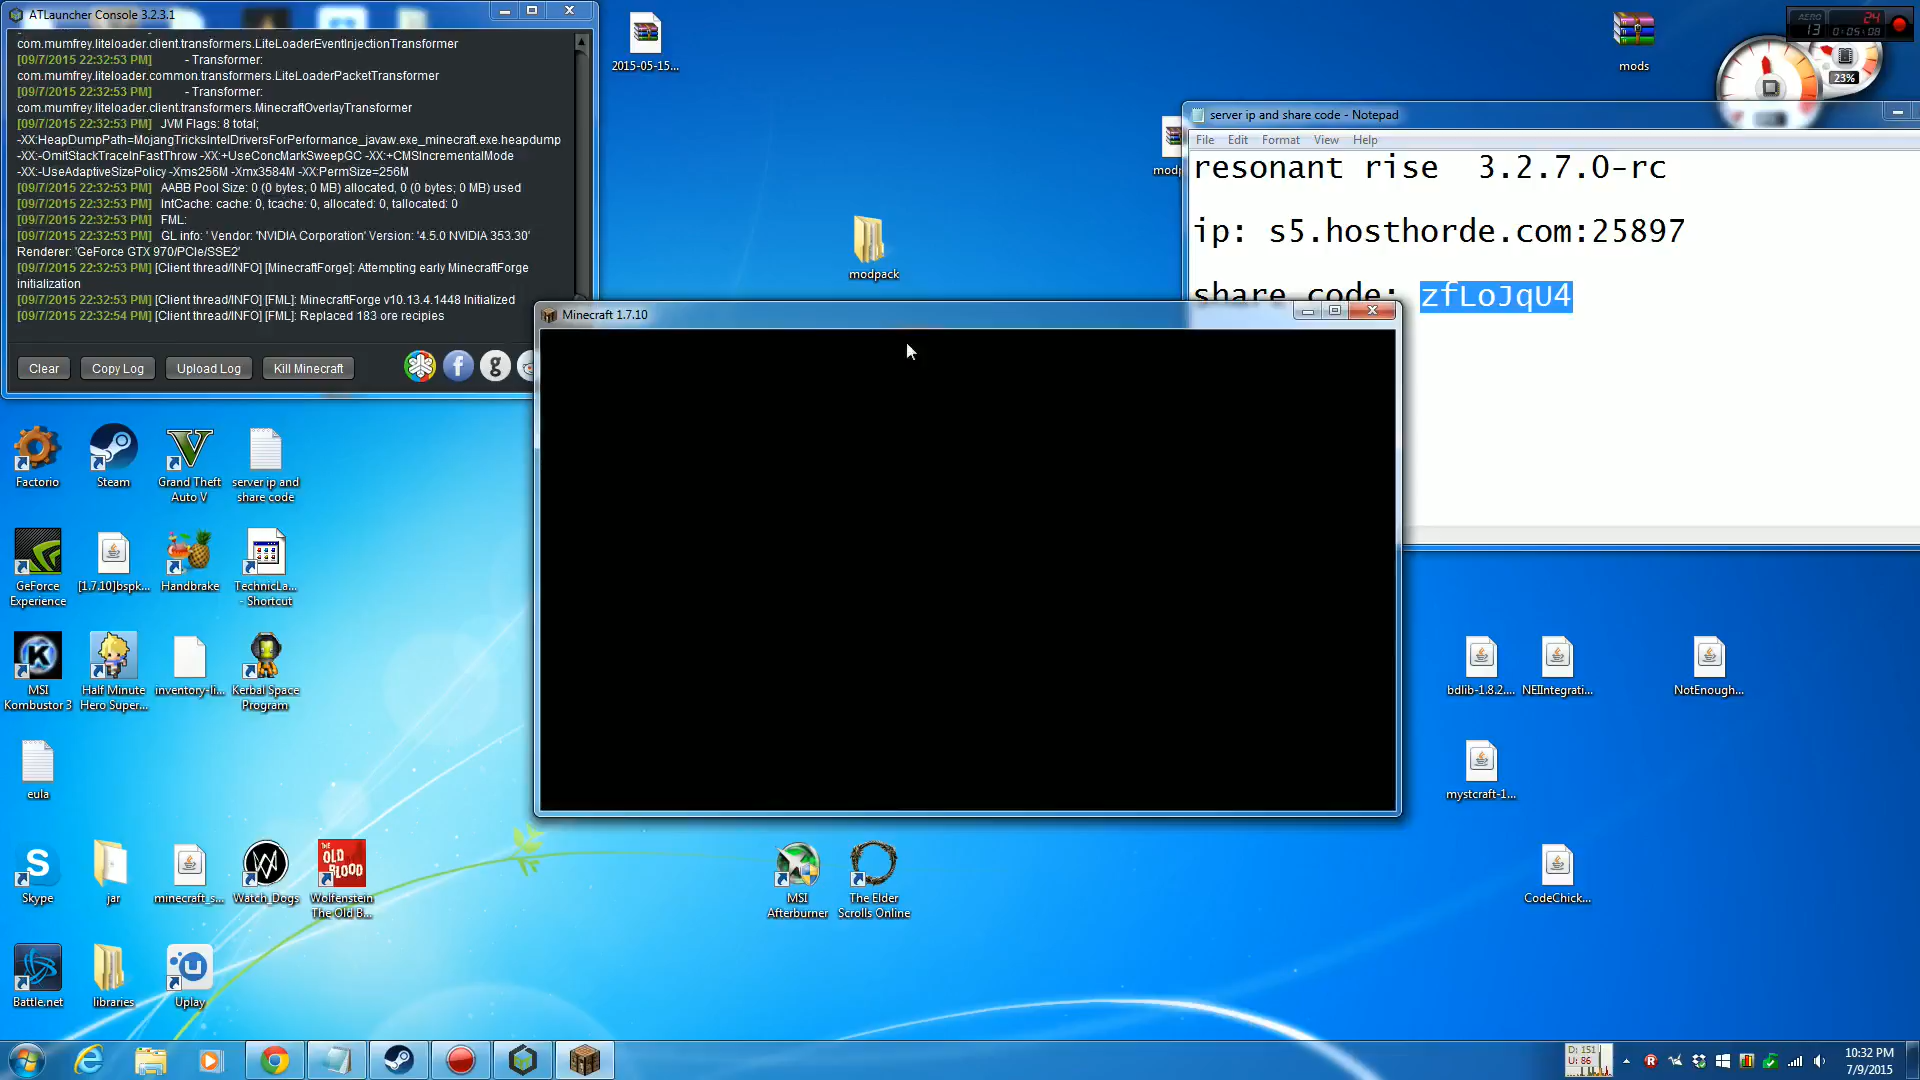 ATLauncher Console 3.2.3.1
com.mumfrey.liteloader.client.transformers.LiteLoaderEventInjectionTransformer
[09/7/2015 22:32:53 PM] - Transformer:
com.mumfrey.liteloader.common.transformers.LiteLoaderPacketTransformer
[09/7/2015 22:32:53 PM] - Transformer:
com.mumfrey.liteloader.client.transformers.MinecraftOverlayTransformer
[09/7/2015 22:32:53 PM] JVM Flags: 8 total;
-XX:HeapDumpPath=MojangTricksIntelDriversForPerformance_javaw.exe_minecraft.exe.heapdump
-XX:-OmitStackTraceInFastThrow -XX:+UseConcMarkSweepGC -XX:+CMSIncrementalMode
-XX:-UseAdaptiveSizePolicy -Xms256M -Xmx3584M -XX:PermSize=256M
[09/7/2015 22:32:53 PM] AABB Pool Size: 0 (0 bytes; 0 MB) allocated, 0 (0 bytes; 0 MB) used
[09/7/2015 22:32:53 PM] IntCache: cache: 0, tcache: 0, allocated: 0, tallocated: 0
[09/7/2015 22:32:53 PM] FML:
[09/7/2015 22:32:53 PM] GL info: ' Vendor: 'NVIDIA Corporation' Version: '4.5.0 NVIDIA 353.30'
Renderer: 'GeForce GTX 970/PCIe/SSE2'
[09/7/2015 22:32:53 PM] [Client thread/INFO] [MinecraftForge]: Attempting early MinecraftForge
initialization
[09/7/2015 22:32:53 PM] [Client thread/INFO] [FML]: MinecraftForge v10.13.4.1448 Initialized
[09/7/2015 22:32:54 PM] [Client thread/INFO] [FML]: Replaced 183 ore recipies
Clear Copy Log Upload Log Kill Minecraft
2015-05-15...
mods
AERO 13 24 0:05:08
23%
modp
modpack
server ip and share code - Notepad
File Edit Format View Help
resonant rise 3.2.7.0-rc
ip: s5.hosthorde.com:25897
share code: zfLoJqU4
Minecraft 1.7.10
Factorio
Steam
Grand Theft
Auto V
server ip and
share code
GeForce
Experience
[1.7.10]bspk...
Handbrake
TechnicLa...
- Shortcut
MSI
Kombustor 3
Half Minute
Hero Super...
inventory-li...
Kerbal Space
Program
bdlib-1.8.2....
NEIIntegrati...
NotEnough...
eula
mystcraft-1...
Skype
jar
minecraft_s...
Watch_Dogs
THE OLD BLOOD
Wolfenstein
The Old B...
MSI
Afterburner
The Elder
Scrolls Online
CodeChick...
Battle.net
libraries
Uplay
D: 151
U: 86
10:32 PM
7/9/2015